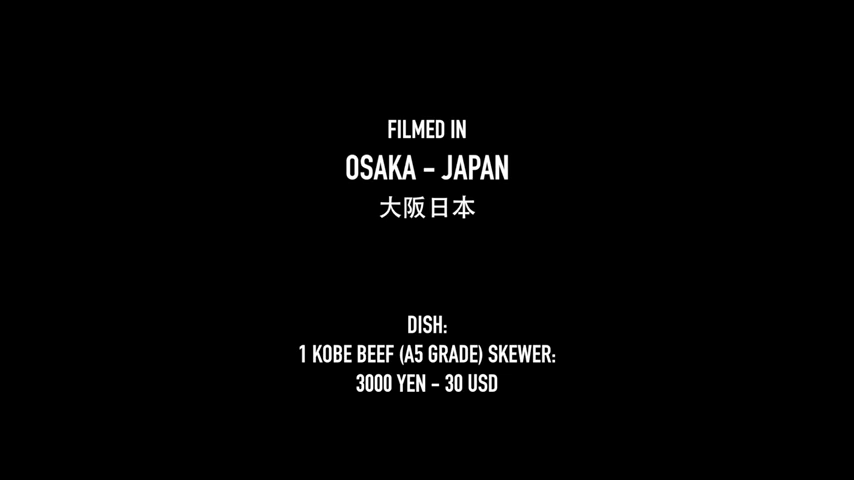 FILMED IN
OSAKA - JAPAN
大阪日本
DISH:
1 KOBE BEEF (A5 GRADE) SKEWER:
3000 YEN - 30 USD